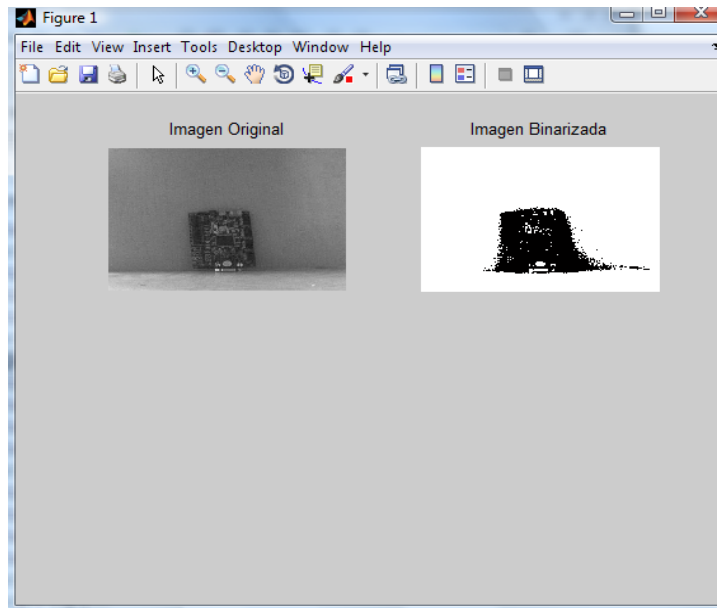 Figure 1
File Edit View Insert Tools Desktop Window Help
Imagen Original
Imagen Binarizada